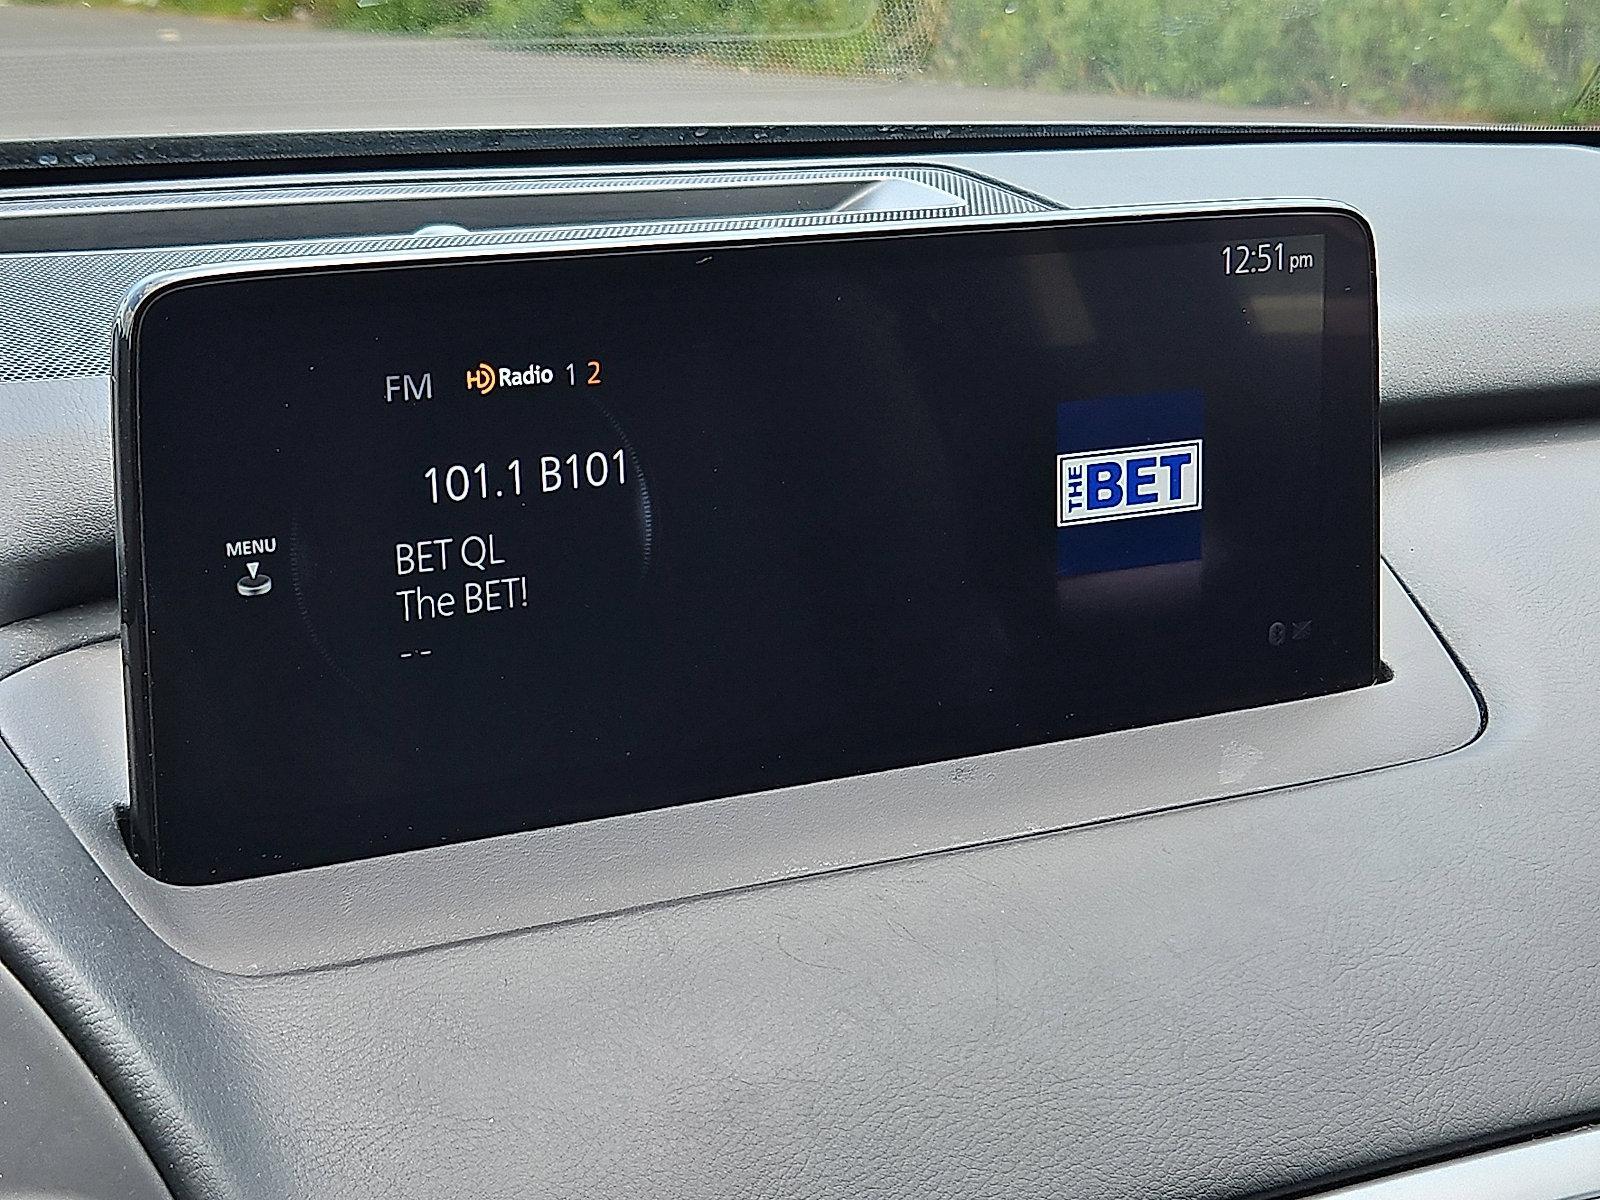 12:51 pm
FM HD Radio 1 2
101.1 B101
MENU
BET QL
The BET!
--
THE BET